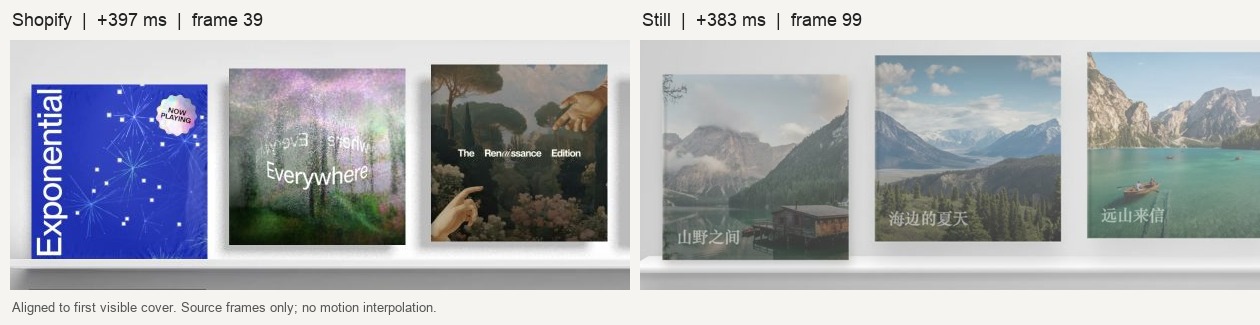 Shopify | +397 ms | frame 39
Still | +383 ms | frame 99
Exponential
NOW
PLAYING
Everywhere
Everywhere
The Renaissance Edition
山野之间
海边的夏天
远山来信
Aligned to first visible cover. Source frames only; no motion interpolation.